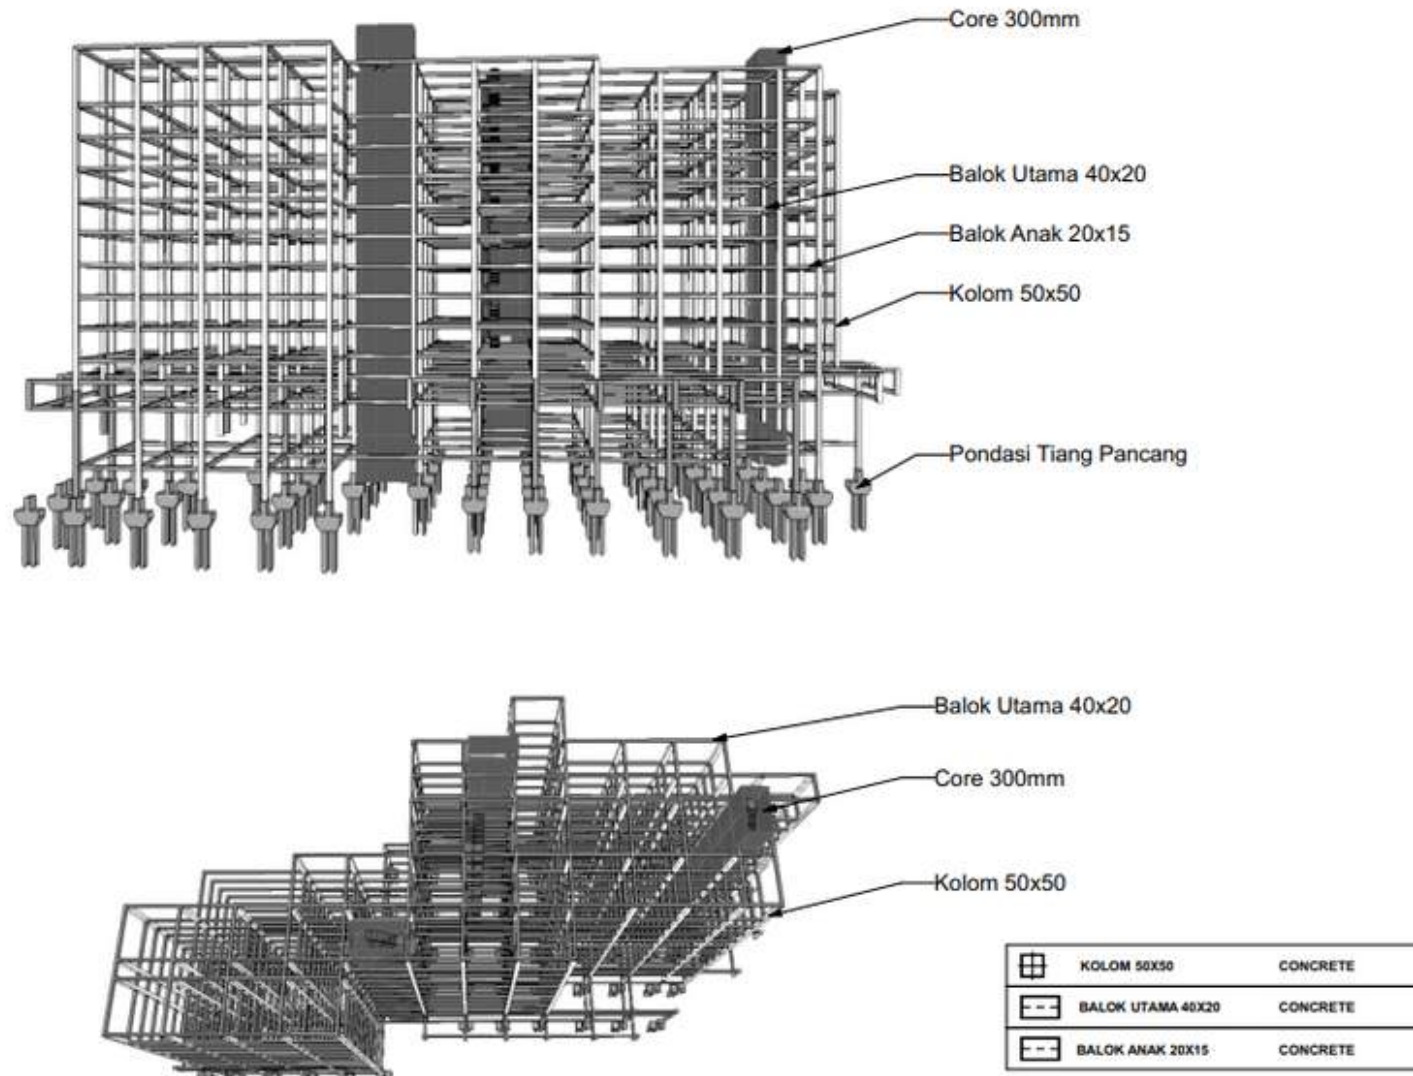 Core 300mm
Balok Utama 40x20
Balok Anak 20x15
Kolom 50x50
Pondasi Tiang Pancang
Balok Utama 40x20
Core 300mm
Kolom 50x50
KOLOM 50X50 CONCRETE
BALOK UTAMA 40X20 CONCRETE
BALOK ANAK 20X15 CONCRETE